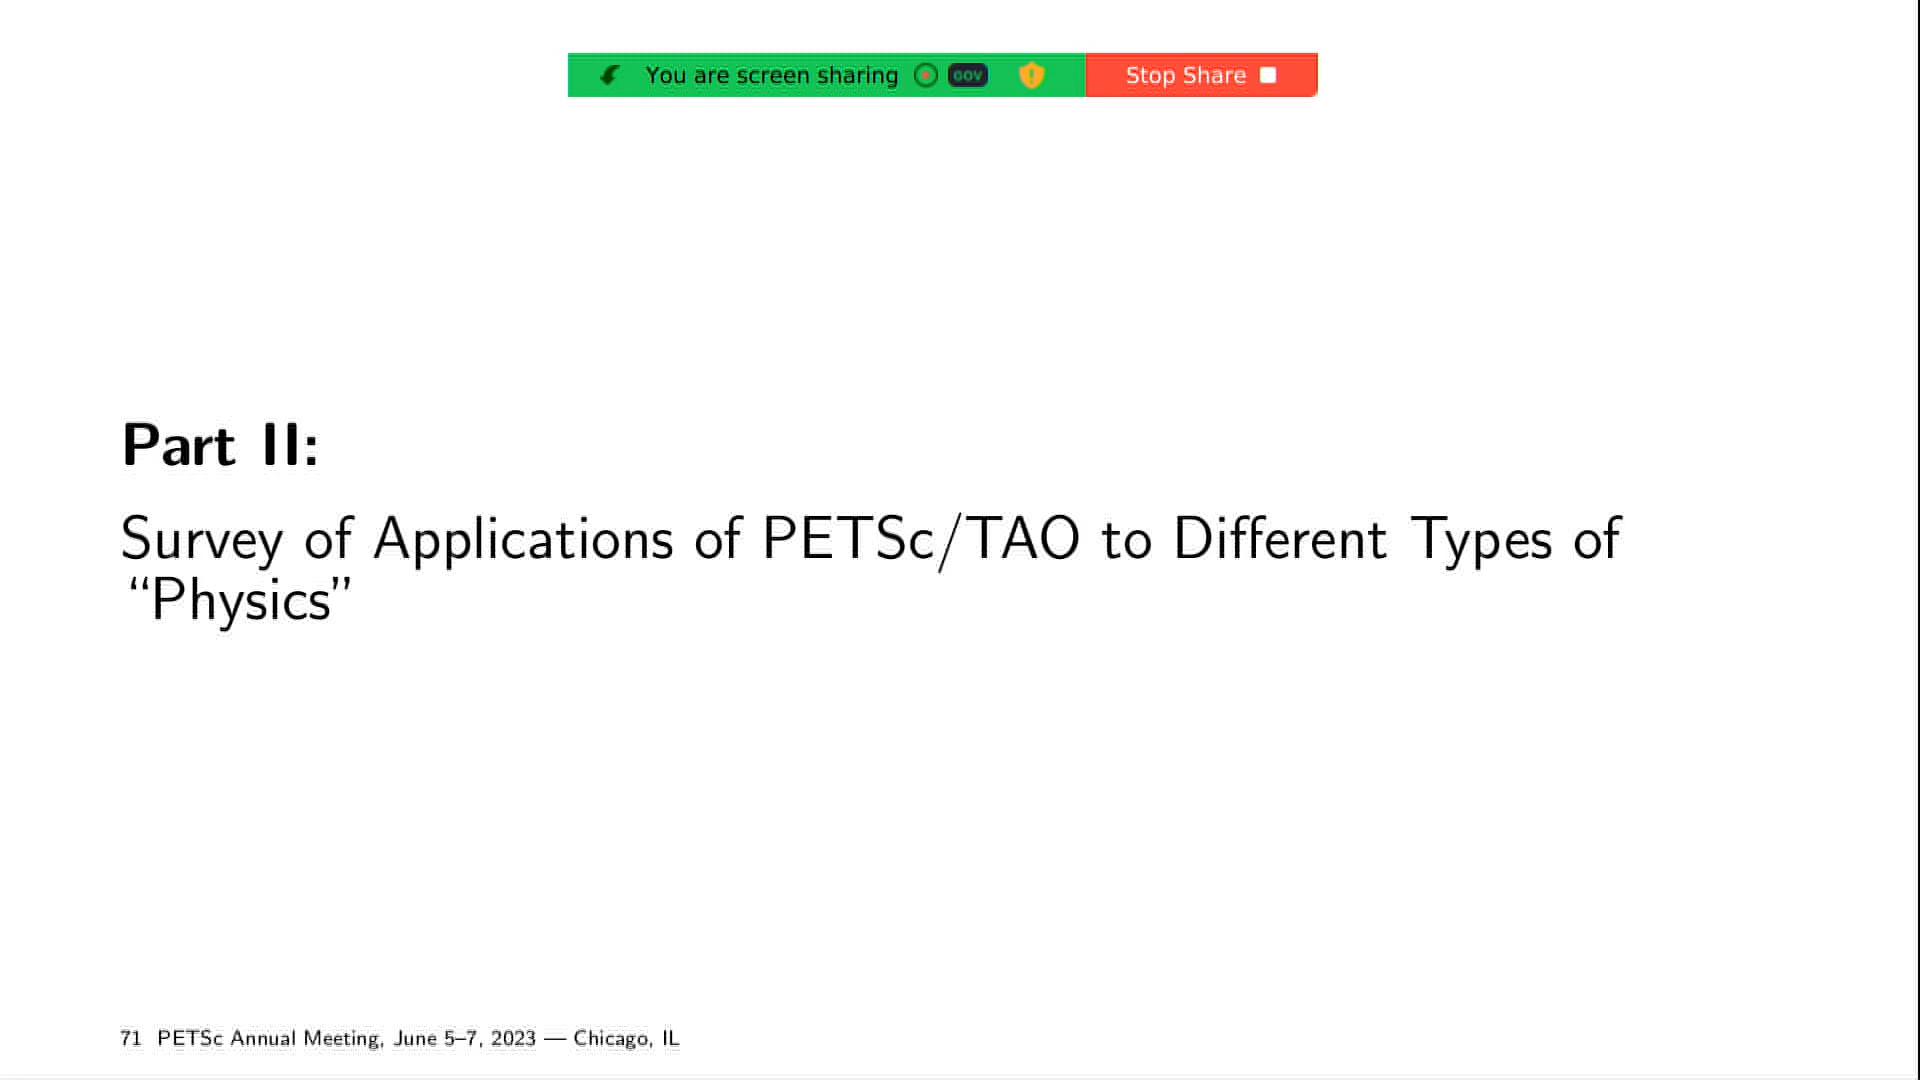 You are screen sharing GOV Stop Share
Part II:
Survey of Applications of PETSc/TAO to Different Types of
“Physics”
71 PETSc Annual Meeting, June 5–7, 2023 — Chicago, IL